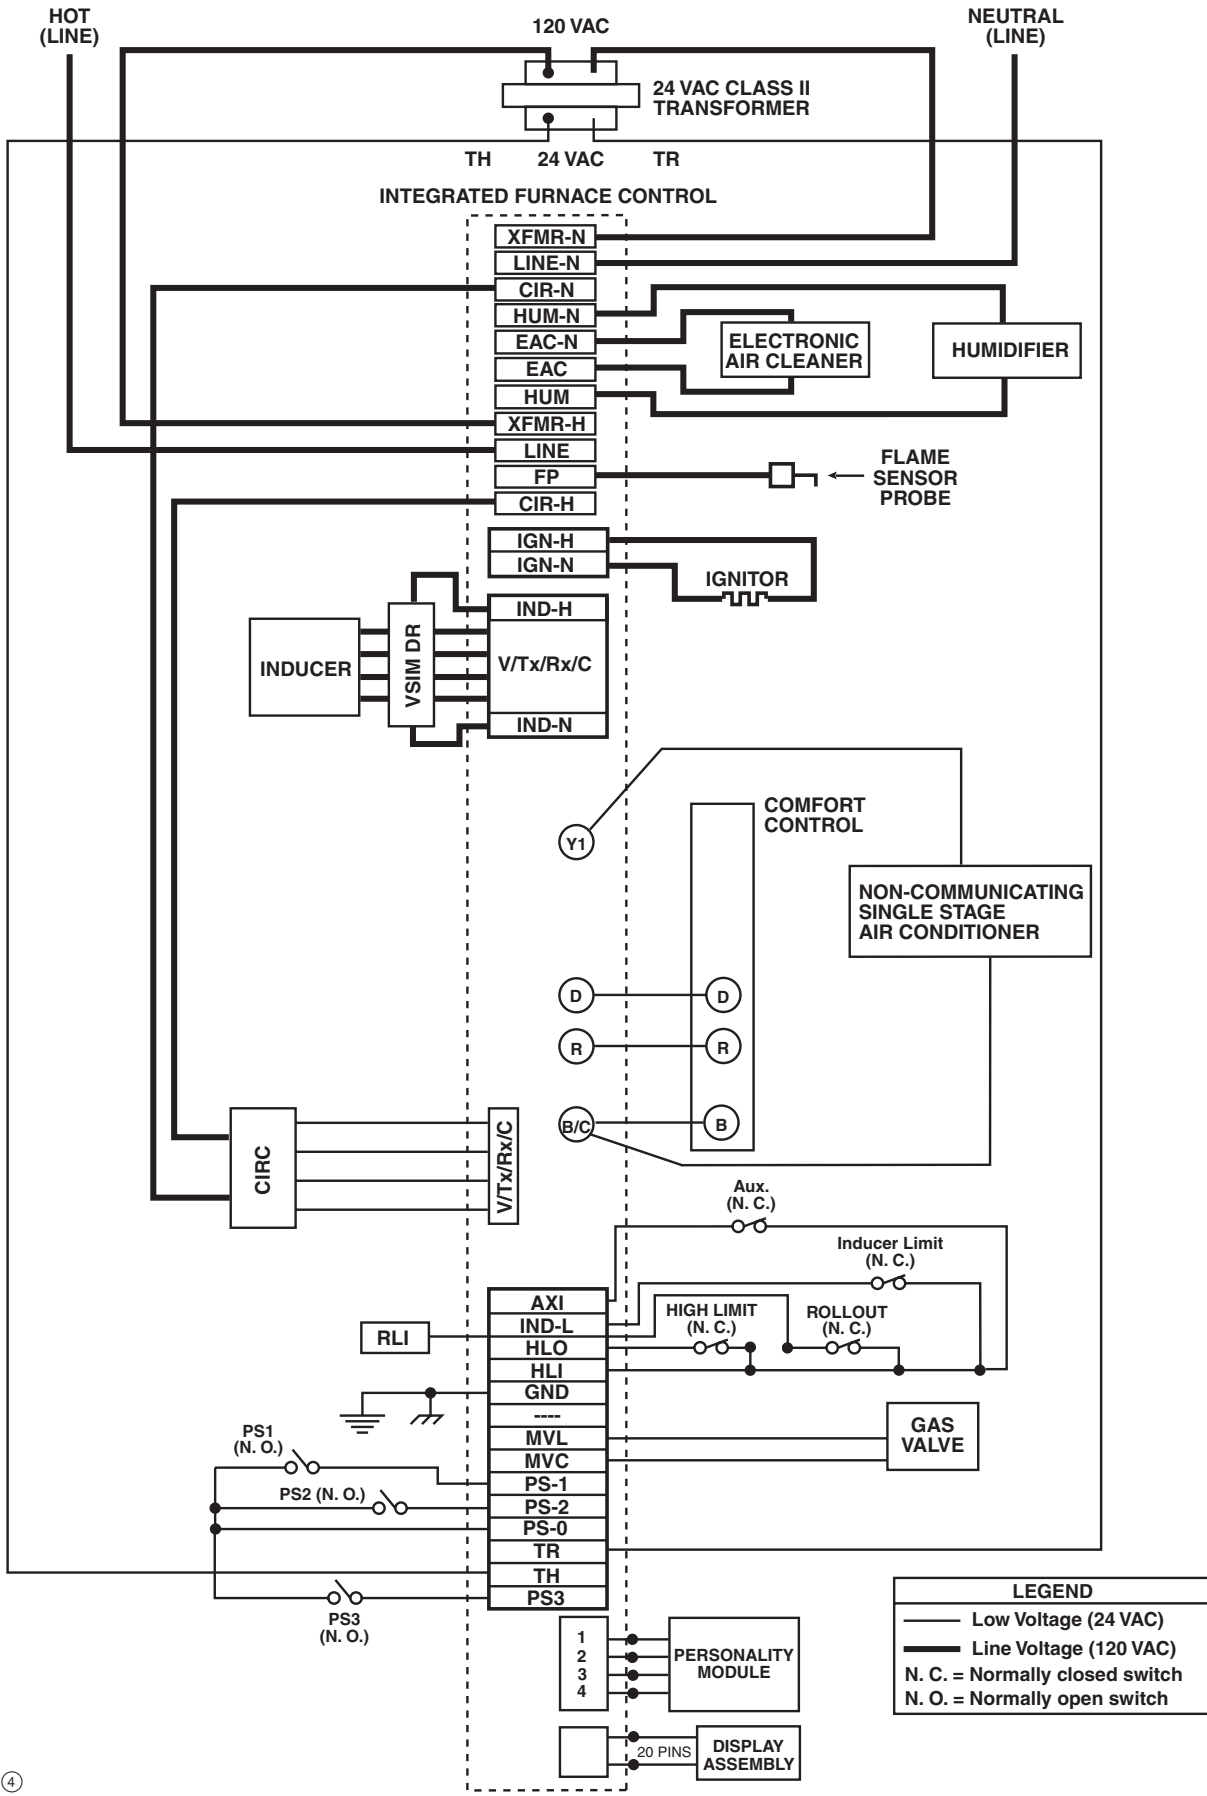 HOT
(LINE)
120 VAC
NEUTRAL
(LINE)
24 VAC CLASS II
TRANSFORMER
TH
24 VAC
TR
INTEGRATED FURNACE CONTROL
XFMR-N
LINE-N
CIR-N
HUM-N
EAC-N
EAC
HUM
XFMR-H
LINE
FP
CIR-H
ELECTRONIC
AIR CLEANER
HUMIDIFIER
FLAME
SENSOR
PROBE
IGN-H
IGN-N
IGNITOR
IND-H
V/Tx/Rx/C
IND-N
INDUCER
VSIM DR
Y1
COMFORT
CONTROL
NON-COMMUNICATING
SINGLE STAGE
AIR CONDITIONER
D
D
R
R
B/C
B
CIRC
V/Tx/Rx/C
Aux.
(N. C.)
Inducer Limit
(N. C.)
HIGH LIMIT
(N. C.)
ROLLOUT
(N. C.)
RLI
AXI
IND-L
HLO
HLI
GND
----
MVL
MVC
PS-1
PS-2
PS-0
TR
TH
PS3
GAS
VALVE
PS1
(N. O.)
PS2 (N. O.)
PS3
(N. O.)
1
2
3
4
PERSONALITY
MODULE
20 PINS
DISPLAY
ASSEMBLY
LEGEND
Low Voltage (24 VAC)
Line Voltage (120 VAC)
N. C. = Normally closed switch
N. O. = Normally open switch
4